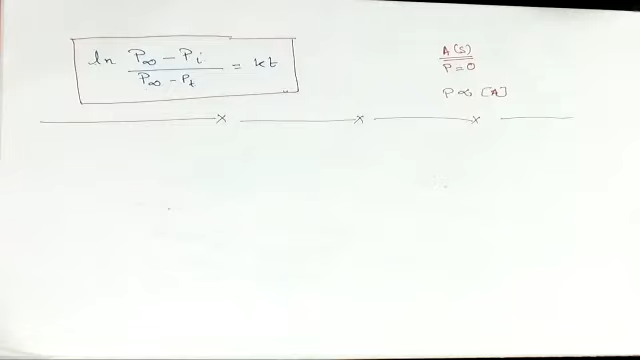 ln P∞ − Pi / P∞ − Pt = kt
A(s)
P=0
P ∝ [A]